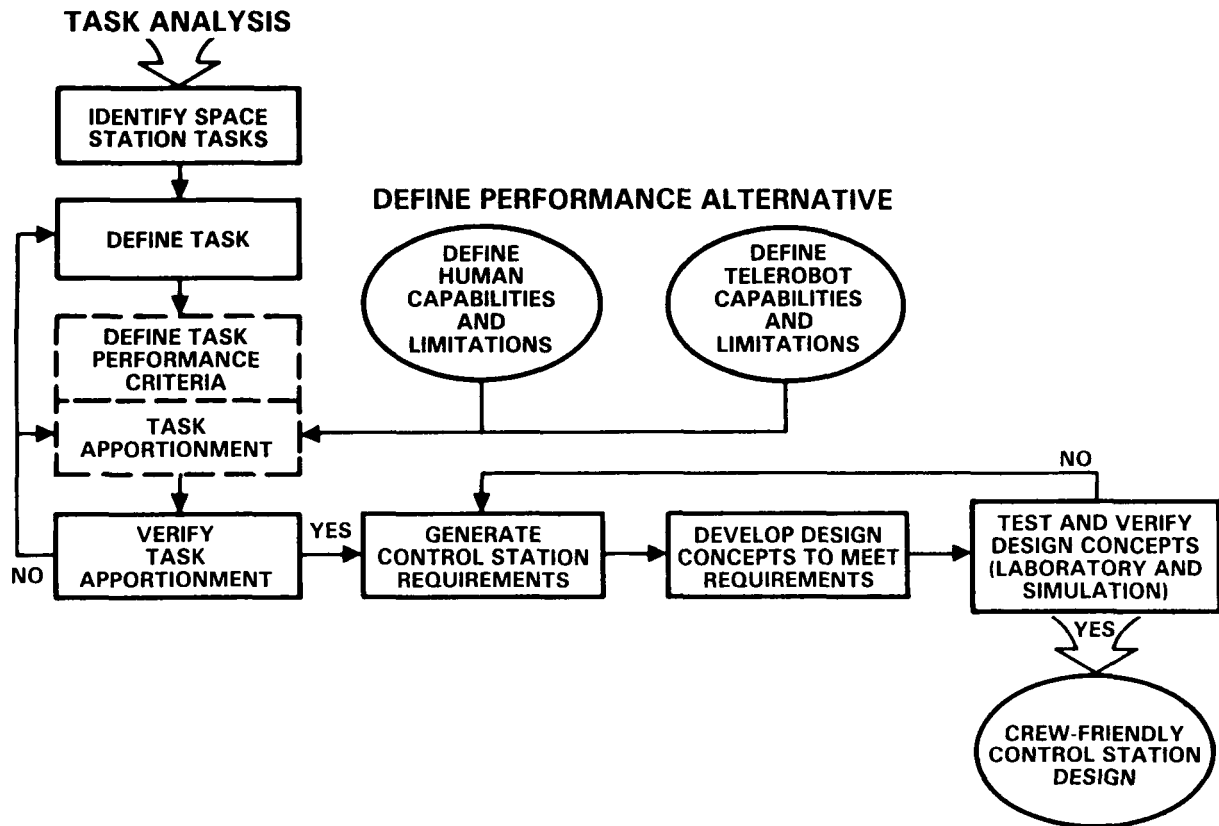 TASK ANALYSIS
IDENTIFY SPACE
STATION TASKS
DEFINE TASK
DEFINE PERFORMANCE ALTERNATIVE
DEFINE
HUMAN
CAPABILITIES
AND
LIMITATIONS
DEFINE
TELEROBOT
CAPABILITIES
AND
LIMITATIONS
DEFINE TASK
PERFORMANCE
CRITERIA
TASK
APPORTIONMENT
VERIFY
TASK
APPORTIONMENT
NO
YES
GENERATE
CONTROL STATION
REQUIREMENTS
DEVELOP DESIGN
CONCEPTS TO MEET
REQUIREMENTS
NO
TEST AND VERIFY
DESIGN CONCEPTS
(LABORATORY AND
SIMULATION)
YES
CREW-FRIENDLY
CONTROL STATION
DESIGN